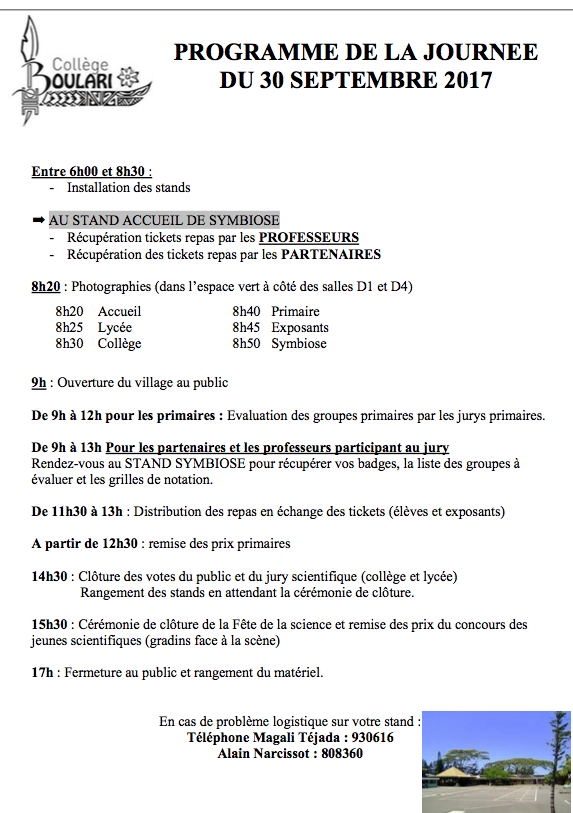 Collège
BOULARI
PROGRAMME DE LA JOURNEE
DU 30 SEPTEMBRE 2017
Entre 6h00 et 8h30 :
- Installation des stands
➡ AU STAND ACCUEIL DE SYMBIOSE
- Récupération tickets repas par les PROFESSEURS
- Récupération des tickets repas par les PARTENAIRES
8h20 : Photographies (dans l'espace vert à côté des salles D1 et D4)
8h20 Accueil 8h40 Primaire
8h25 Lycée 8h45 Exposants
8h30 Collège 8h50 Symbiose
9h : Ouverture du village au public
De 9h à 12h pour les primaires : Evaluation des groupes primaires par les jurys primaires.
De 9h à 13h Pour les partenaires et les professeurs participant au jury
Rendez-vous au STAND SYMBIOSE pour récupérer vos badges, la liste des groupes à
évaluer et les grilles de notation.
De 11h30 à 13h : Distribution des repas en échange des tickets (élèves et exposants)
A partir de 12h30 : remise des prix primaires
14h30 : Clôture des votes du public et du jury scientifique (collège et lycée)
Rangement des stands en attendant la cérémonie de clôture.
15h30 : Cérémonie de clôture de la Fête de la science et remise des prix du concours des
jeunes scientifiques (gradins face à la scène)
17h : Fermeture au public et rangement du matériel.
En cas de problème logistique sur votre stand :
Téléphone Magali Téjada : 930616
Alain Narcissot : 808360